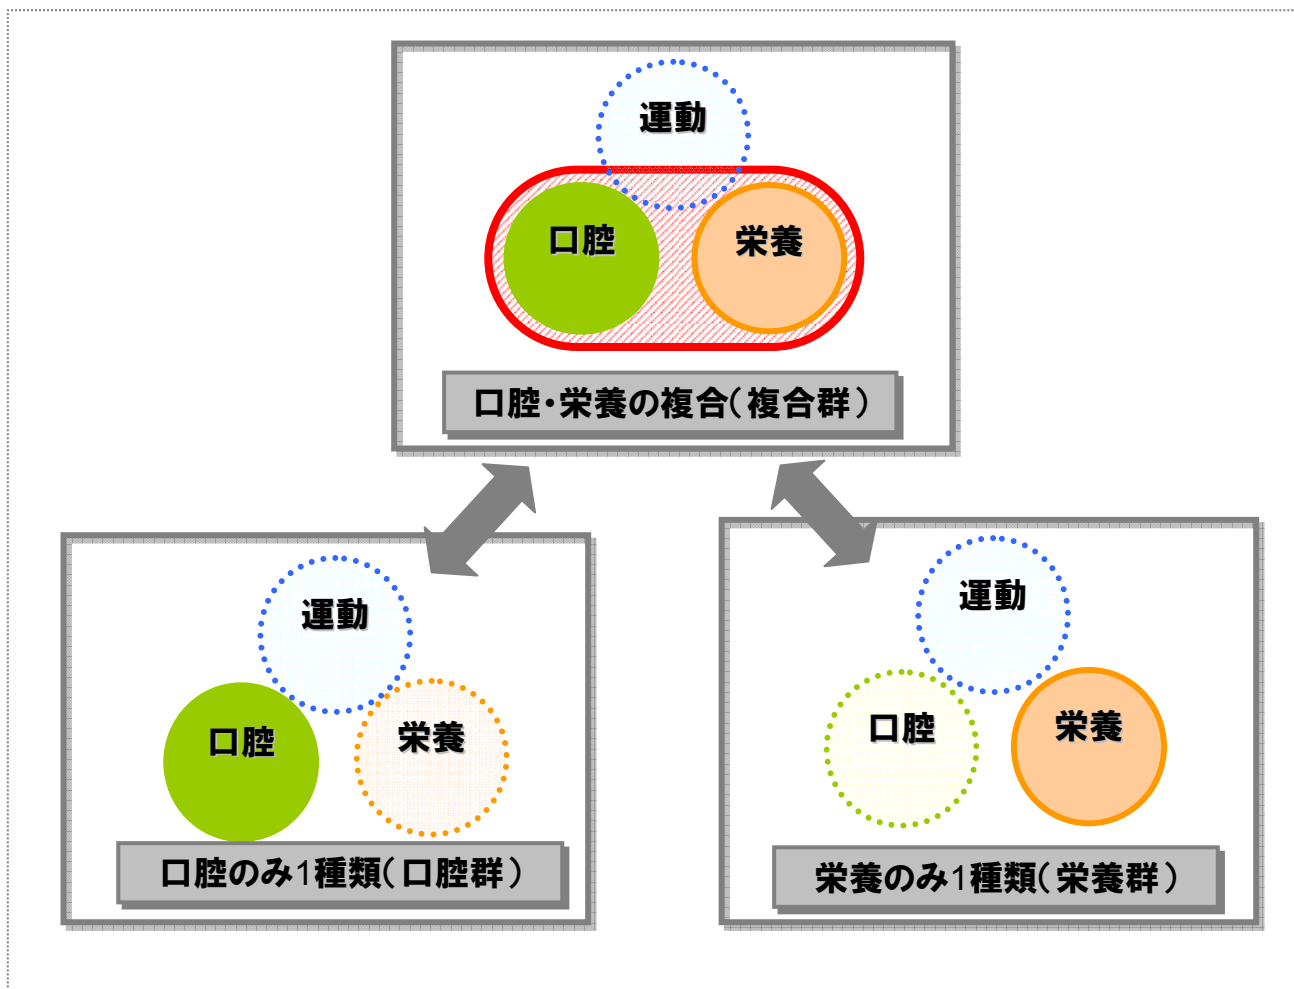 運動
口腔
栄養
口腔・栄養の複合(複合群)
運動
口腔
栄養
口腔のみ1種類(口腔群)
運動
口腔
栄養
栄養のみ1種類(栄養群)